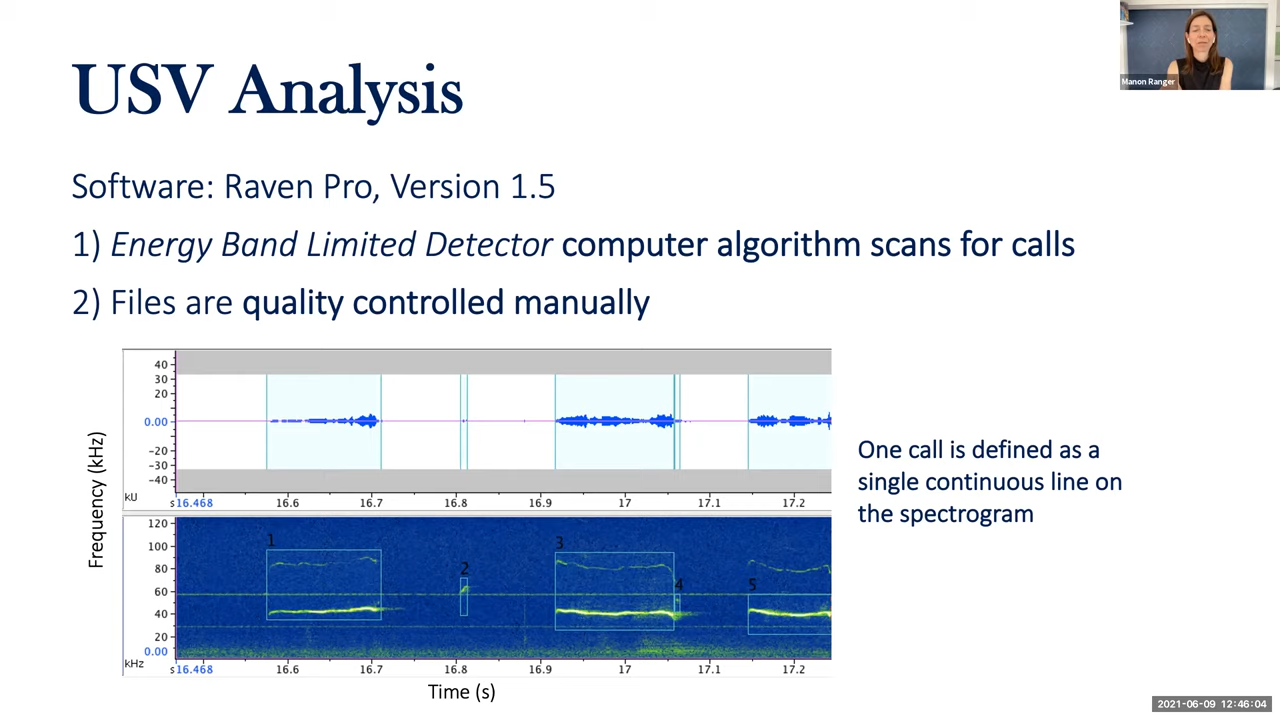 USV Analysis
Manon Ranger
Software: Raven Pro, Version 1.5
1) Energy Band Limited Detector computer algorithm scans for calls
2) Files are quality controlled manually
40
30
20
0.00
-20
-30
-40
kU
s 16.468 16.6 16.7 16.8 16.9 17 17.1 17.2
Frequency (kHz)
120
100
80
60
40
20
0.00
kHz
1
2
3
4
5
s 16.468 16.6 16.7 16.8 16.9 17 17.1 17.2
Time (s)
One call is defined as a
single continuous line on
the spectrogram
2021-06-09 12:46:04